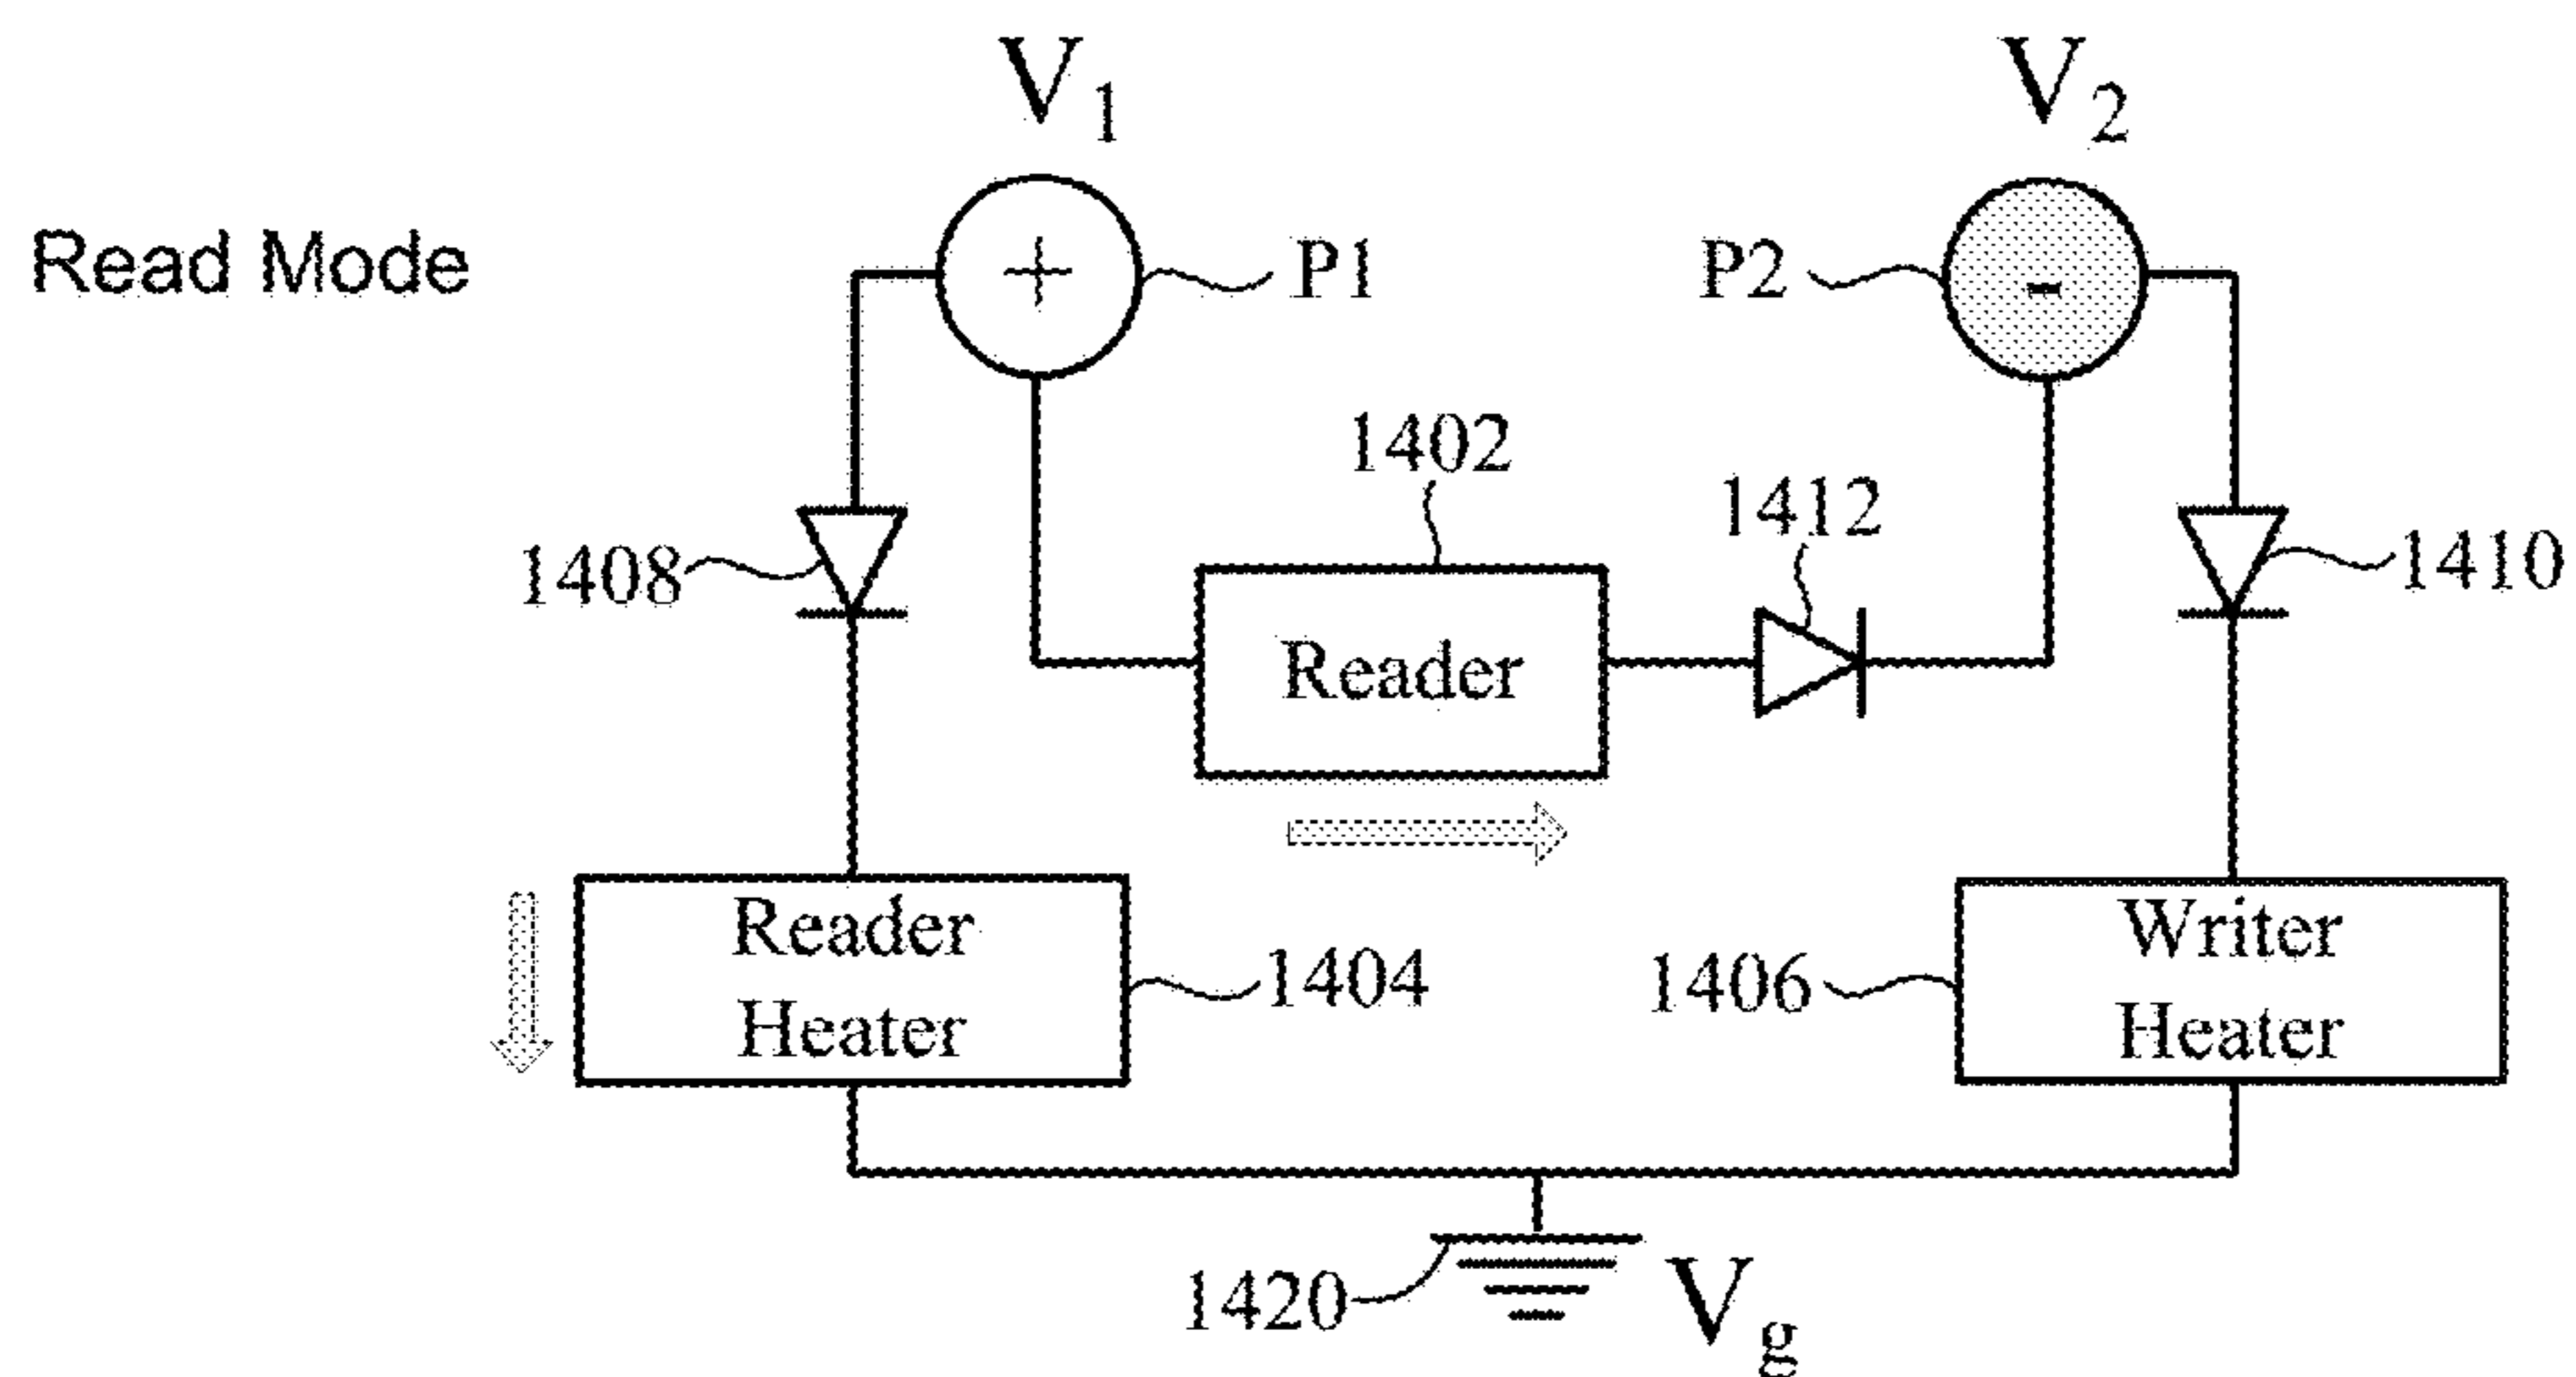 V1
V2
Read Mode
+
P1
P2
-
1402
1412
1408
1410
Reader
Reader
Heater
1404
1406
Writer
Heater
1420
Vg